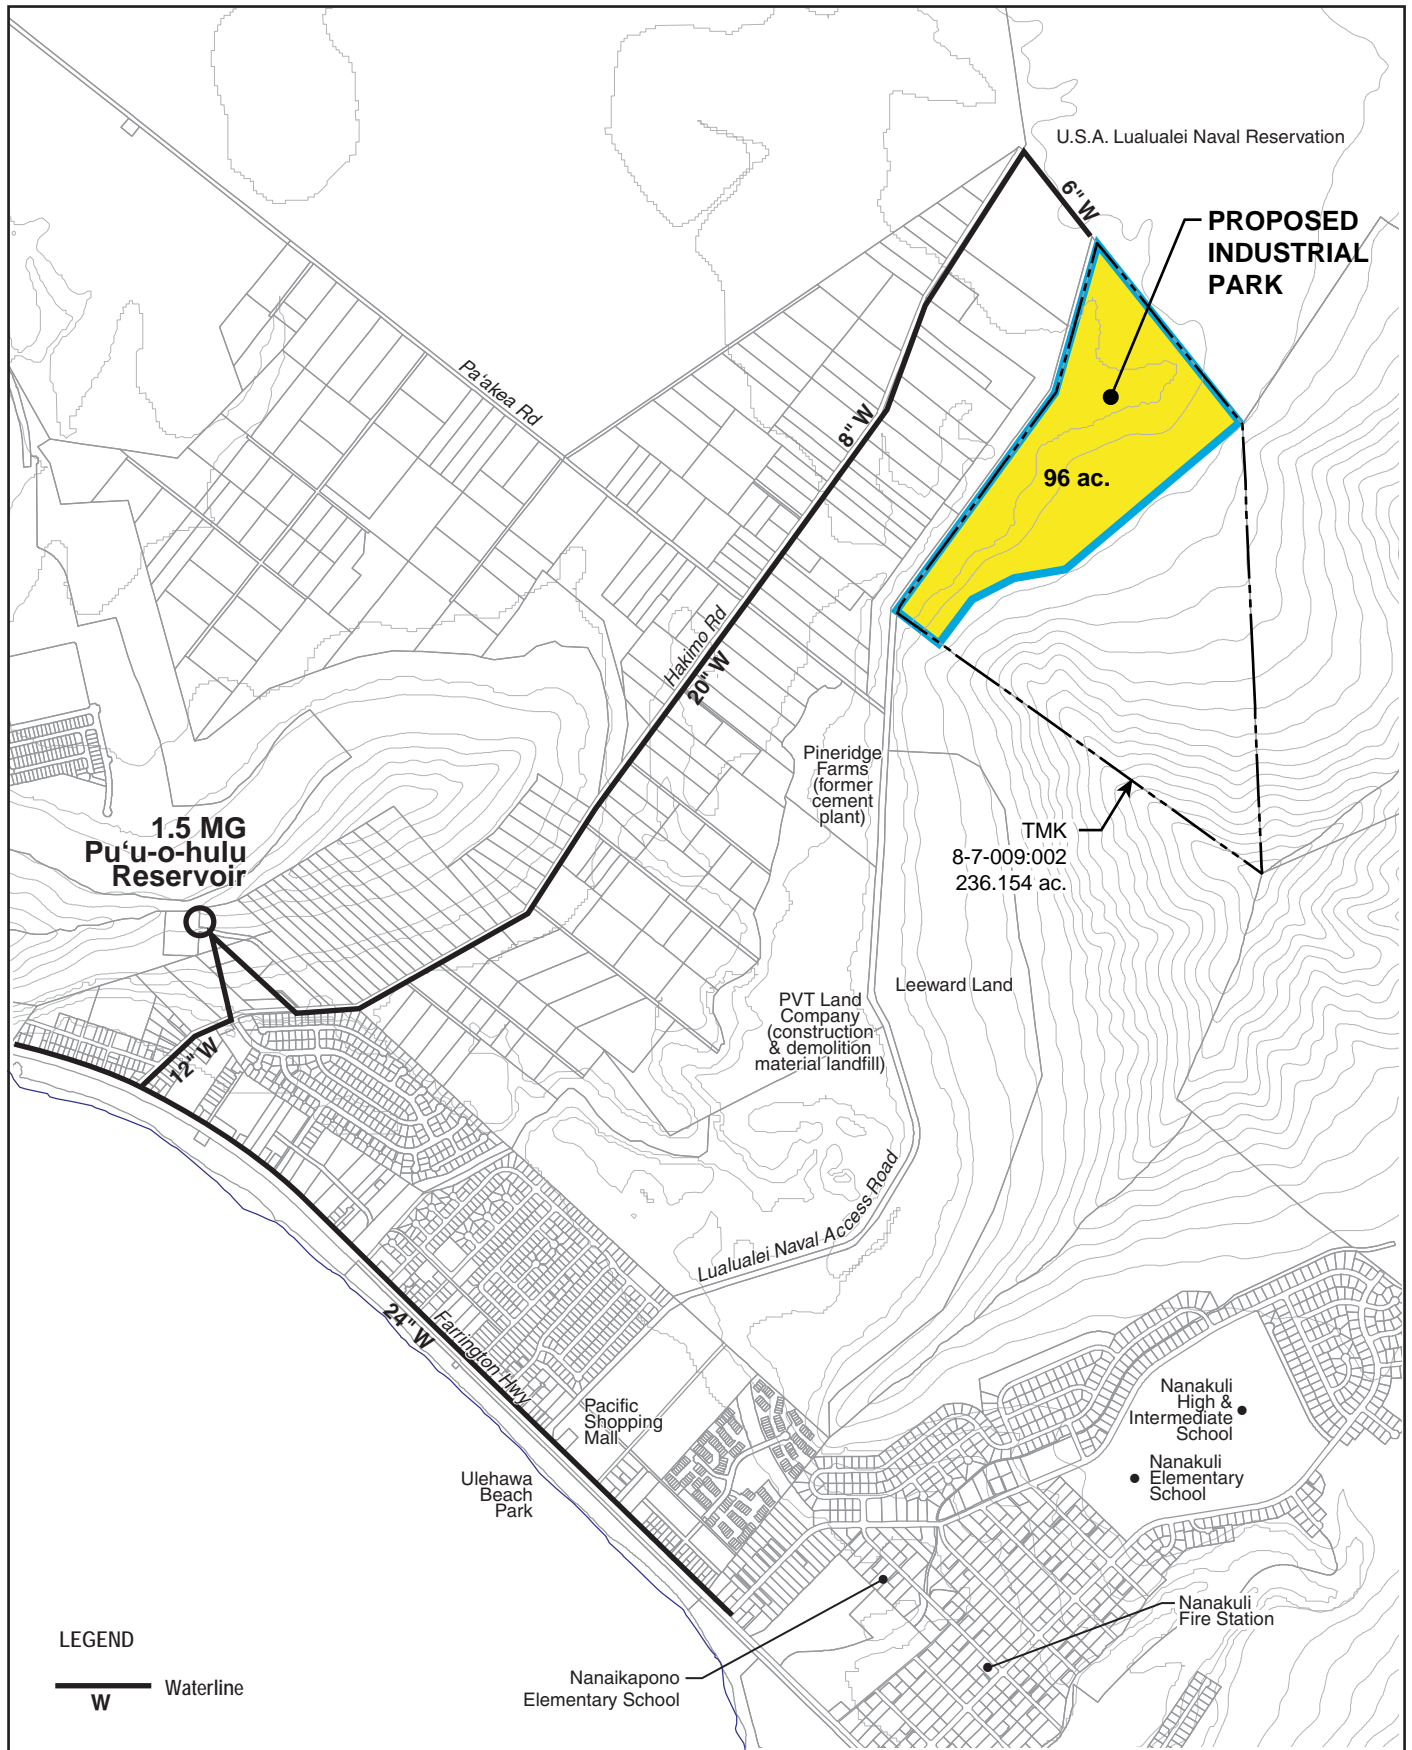 U.S.A. Lualualei Naval Reservation
6" W
PROPOSED
INDUSTRIAL
PARK
Pa'akea Rd
8" W
96 ac.
Hakimo Rd
20" W
Pineridge
Farms
(former
cement
plant)
1.5 MG
Pu‘u-o-hulu
Reservoir
TMK
8-7-009:002
236.154 ac.
Leeward Land
PVT Land
Company
(construction
& demolition
material landfill)
12" W
Lualualei Naval Access Road
24" W
Farrington Hwy
Pacific
Shopping
Mall
Nanakuli
High &
Intermediate
School
Nanakuli
Elementary
School
Ulehawa
Beach
Park
Nanakuli
Fire Station
LEGEND
Nanaikapono
Elementary School
Waterline
W